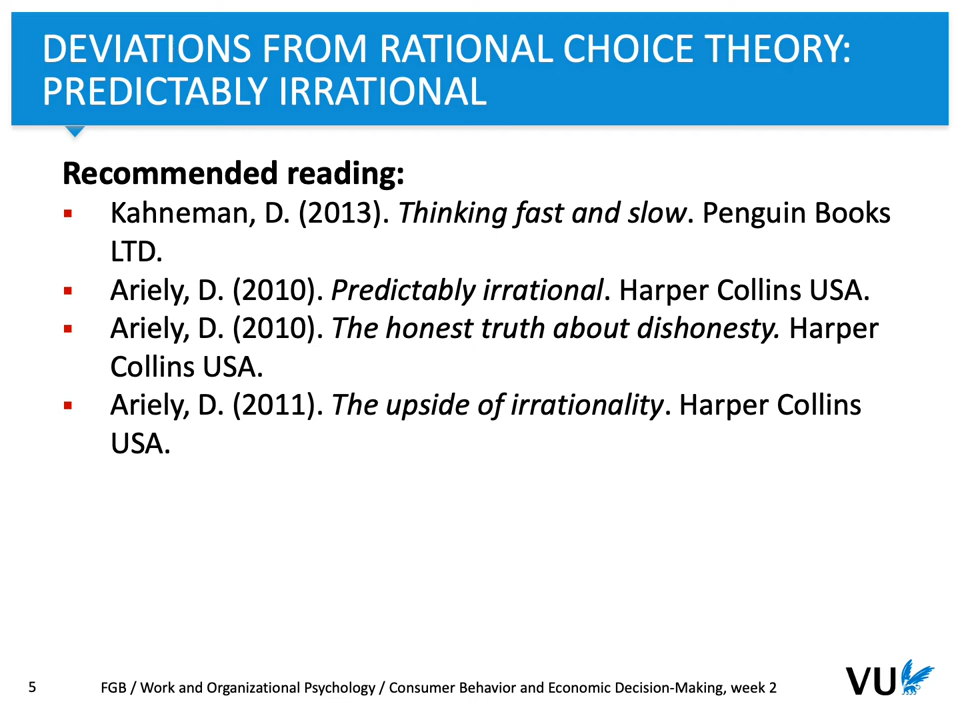 DEVIATIONS FROM RATIONAL CHOICE THEORY:
PREDICTABLY IRRATIONAL
Recommended reading:
▪ Kahneman, D. (2013). Thinking fast and slow. Penguin Books
LTD.
▪ Ariely, D. (2010). Predictably irrational. Harper Collins USA.
▪ Ariely, D. (2010). The honest truth about dishonesty. Harper
Collins USA.
▪ Ariely, D. (2011). The upside of irrationality. Harper Collins
USA.
5 FGB / Work and Organizational Psychology / Consumer Behavior and Economic Decision-Making, week 2
VU